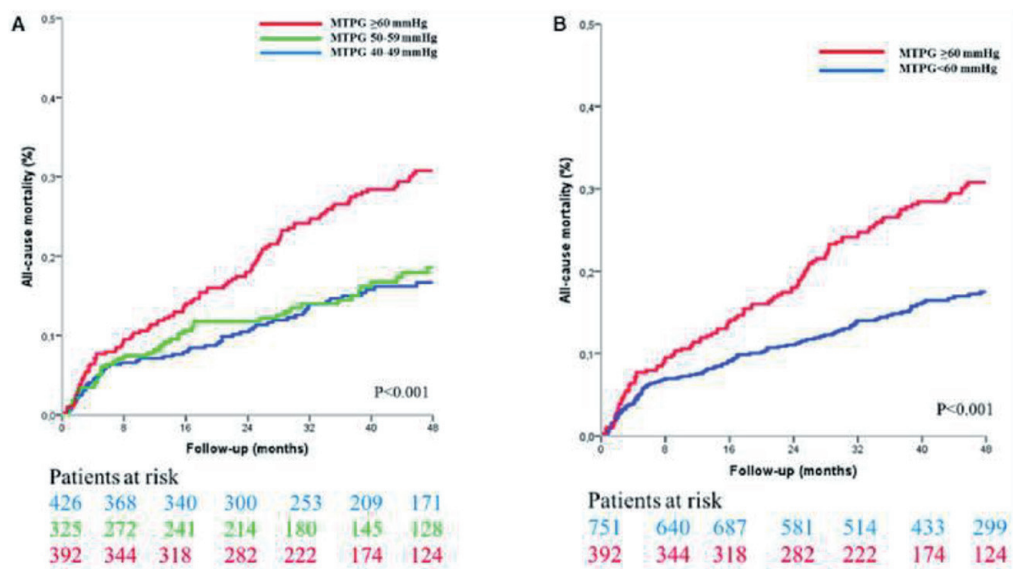 A
MTPG ≥60 mmHg
MTPG 50-59 mmHg
MTPG 40-49 mmHg
All-cause mortality (%)
0,5
0,4
0,3
0,2
0,1
0,0
P<0.001
0 8 16 24 32 40 48
Follow-up (months)
Patients at risk
426 368 340 300 253 209 171
325 272 241 214 180 145 128
392 344 318 282 222 174 124
B
MTPG ≥60 mmHg
MTPG<60 mmHg
All-cause mortality (%)
0,5
0,4
0,3
0,2
0,1
0,0
P<0.001
0 8 16 24 32 40 48
Follow-up (months)
Patients at risk
751 640 687 581 514 433 299
392 344 318 282 222 174 124